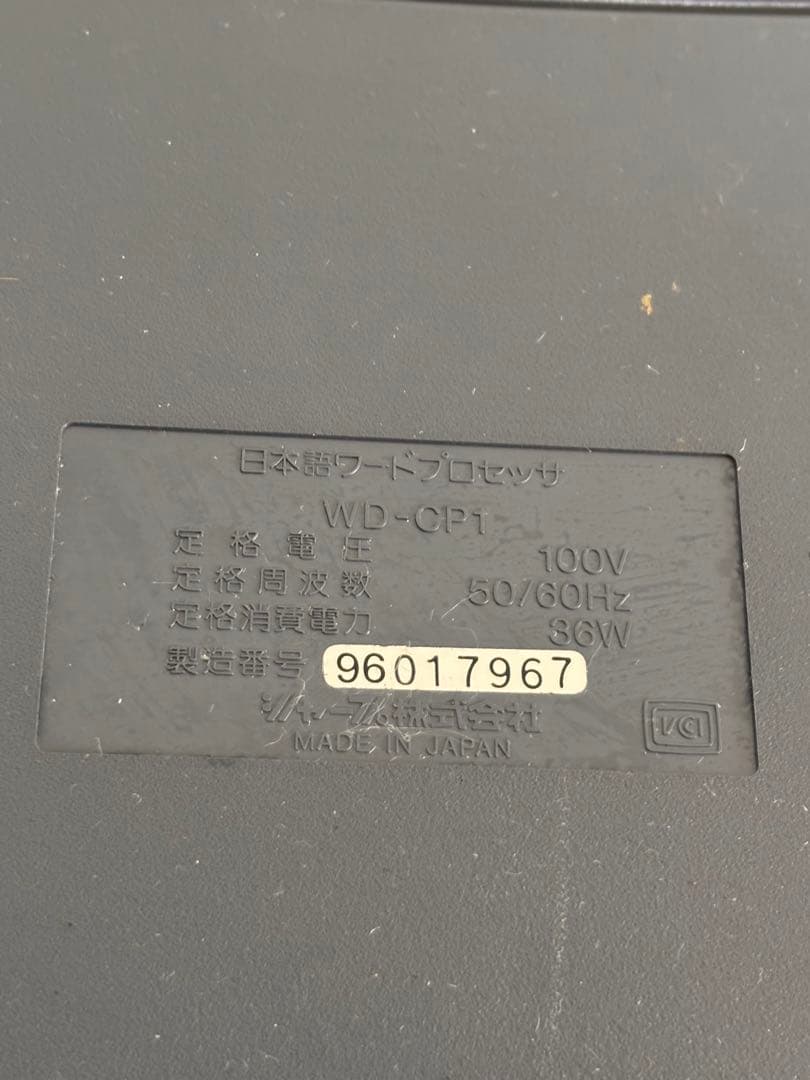 日本語ワードプロセッサ
WD-CP1
定格電圧 100V
定格周波数 50/60Hz
定格消費電力 36W
製造番号 96017967
シャープ株式会社
VCCI
MADE IN JAPAN